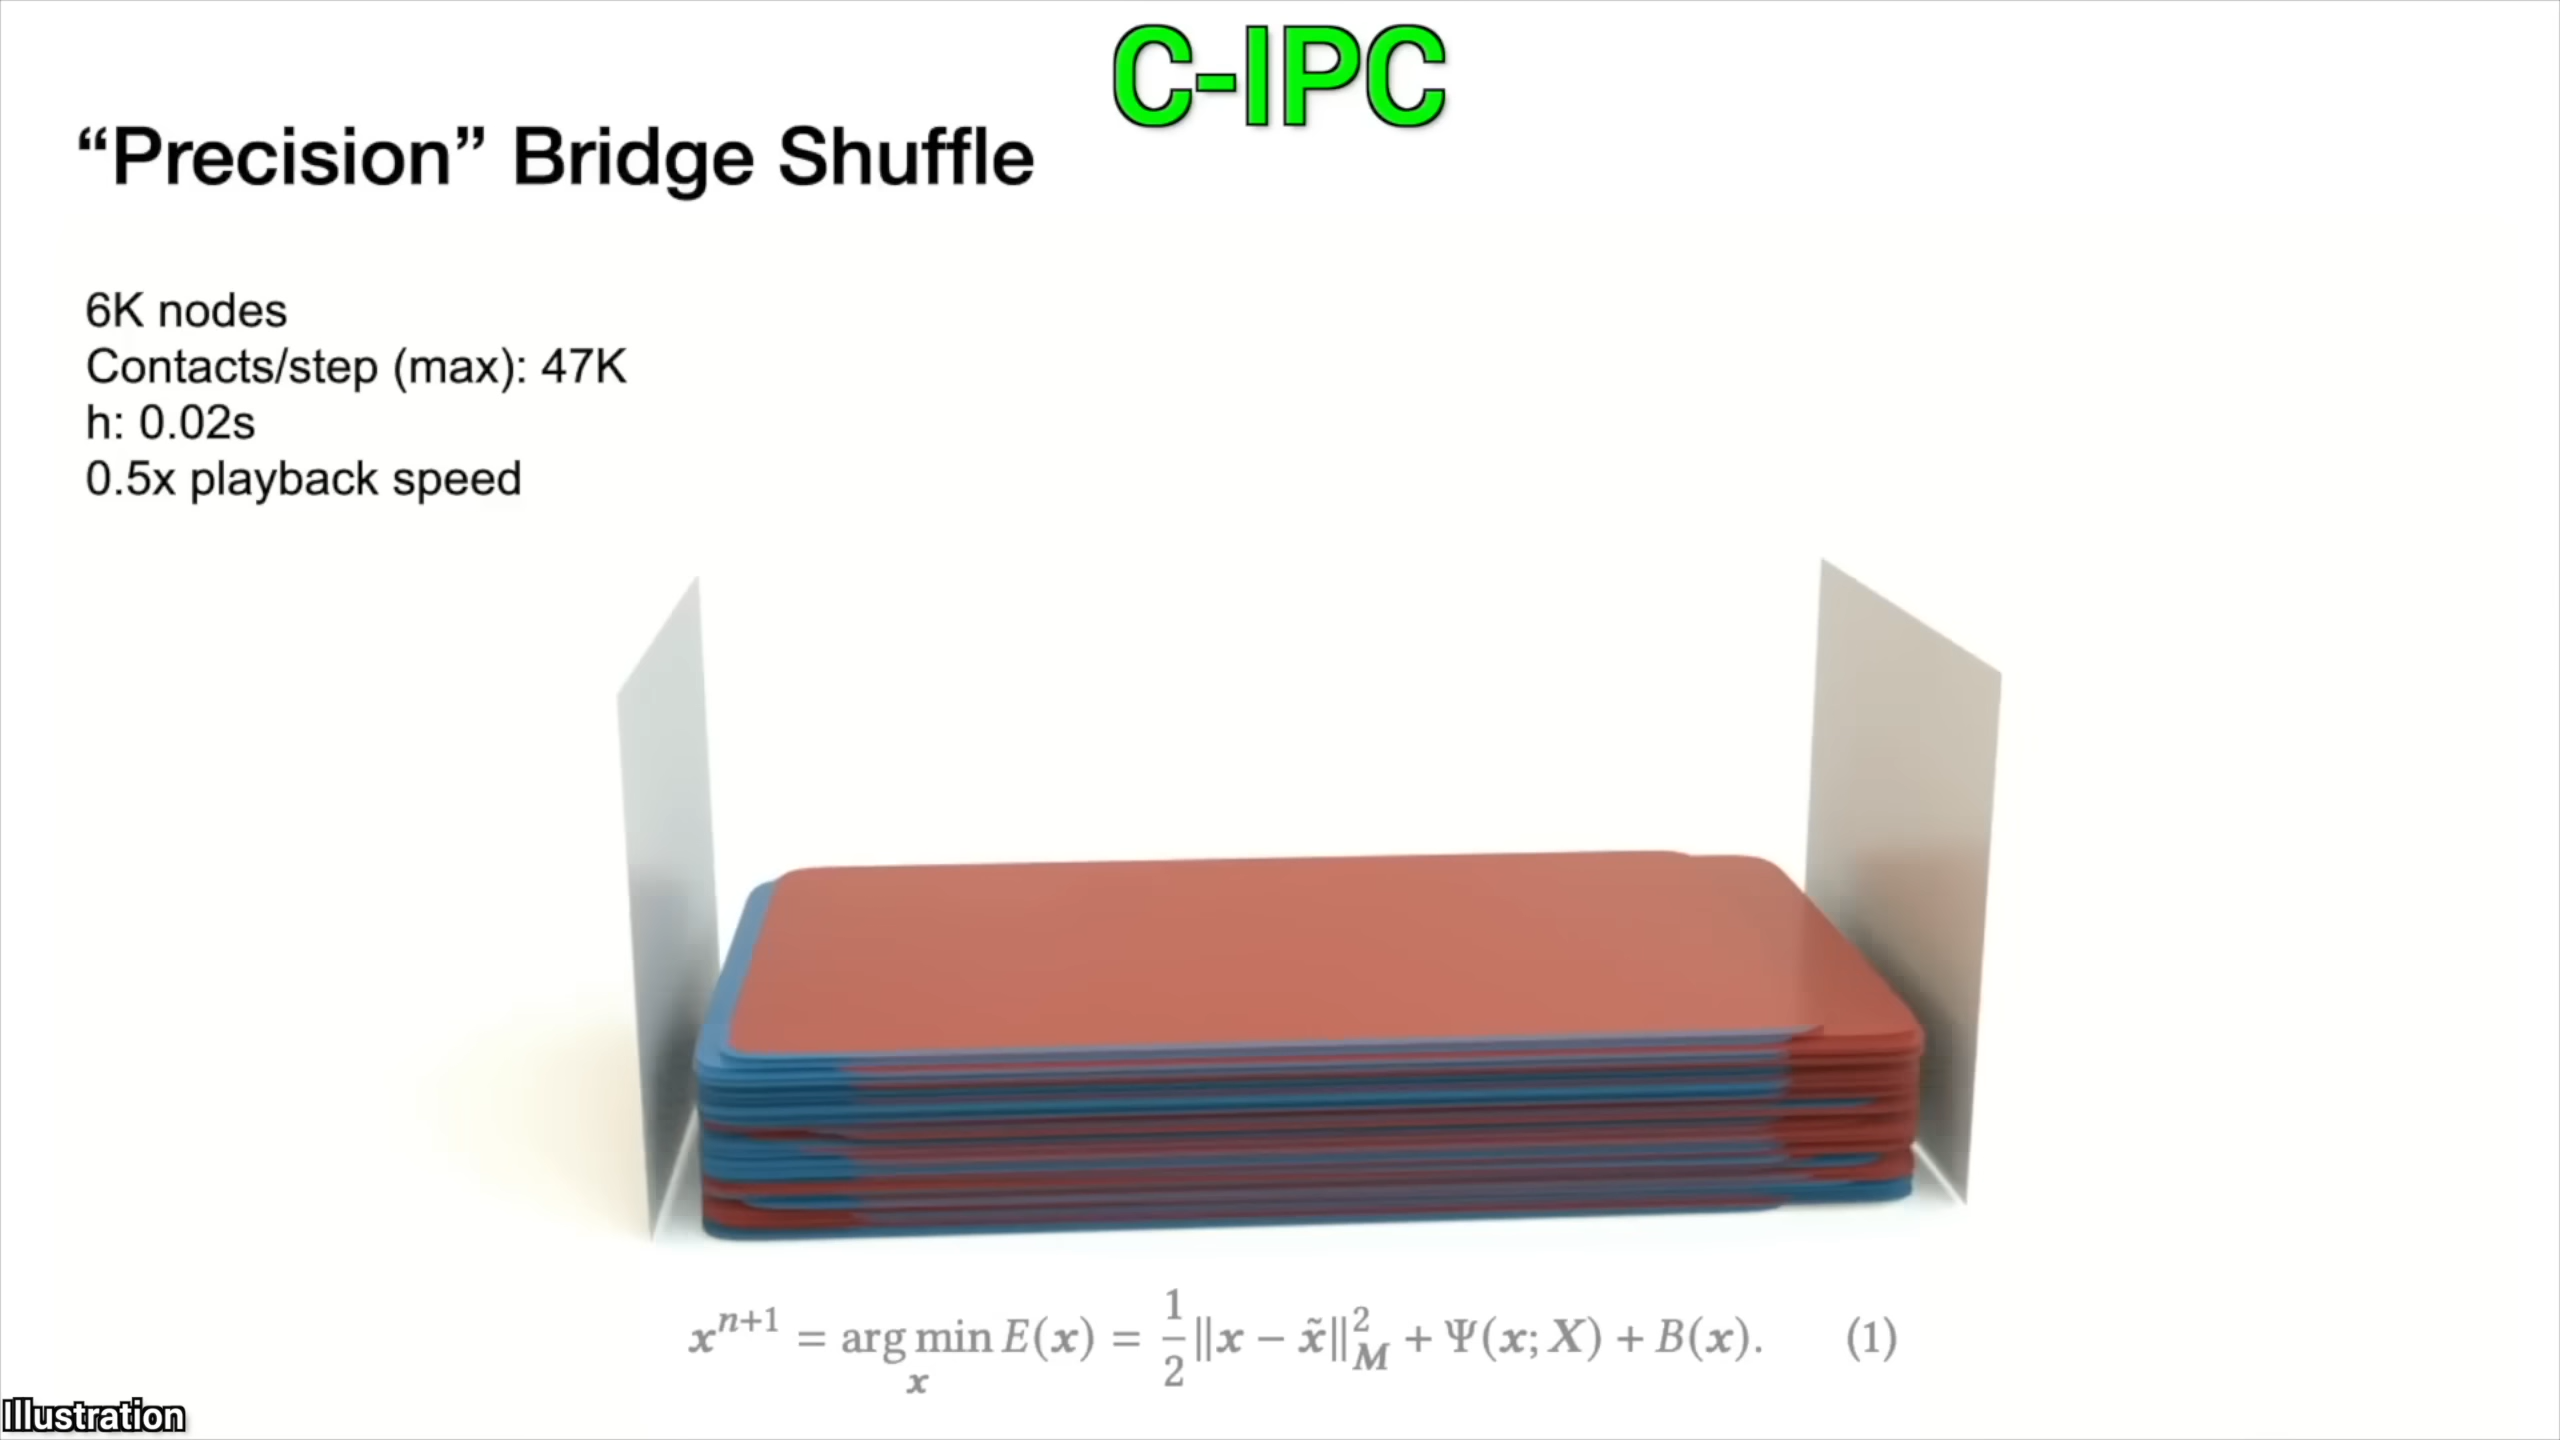 C-IPC
“Precision” Bridge Shuffle
6K nodes
Contacts/step (max): 47K
h: 0.02s
0.5x playback speed
xⁿ⁺¹ = arg min_x E(x) = 1/2 ‖x − x̃‖²_M + Ψ(x; X) + B(x). (1)
Illustration